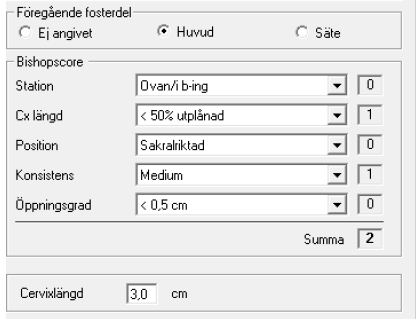 Föregående fosterdel
Ej angivet Huvud Säte
Bishopscore
Station Ovan/i b-ing 0
Cx längd < 50% utplånad 1
Position Sakralriktad 0
Konsistens Medium 1
Öppningsgrad < 0,5 cm 0
Summa 2
Cervixlängd 3,0 cm